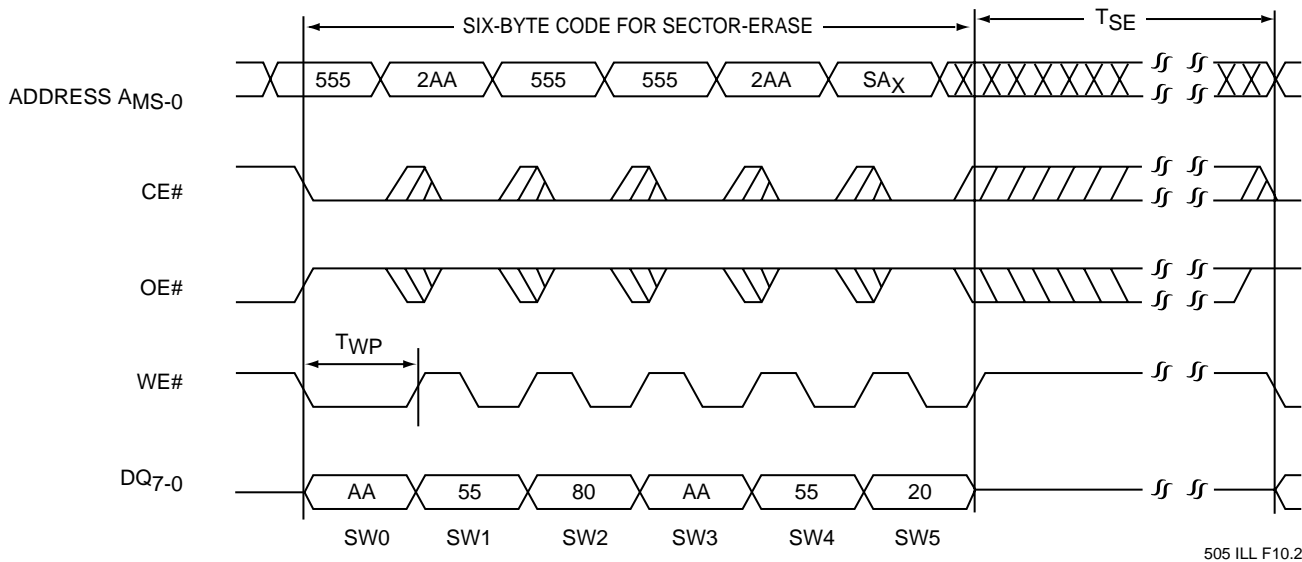 SIX-BYTE CODE FOR SECTOR-ERASE TSE
ADDRESS AMS-0 555 2AA 555 555 2AA SAX
CE#
OE#
TWP
WE#
DQ7-0 AA 55 80 AA 55 20
SW0 SW1 SW2 SW3 SW4 SW5
505 ILL F10.2